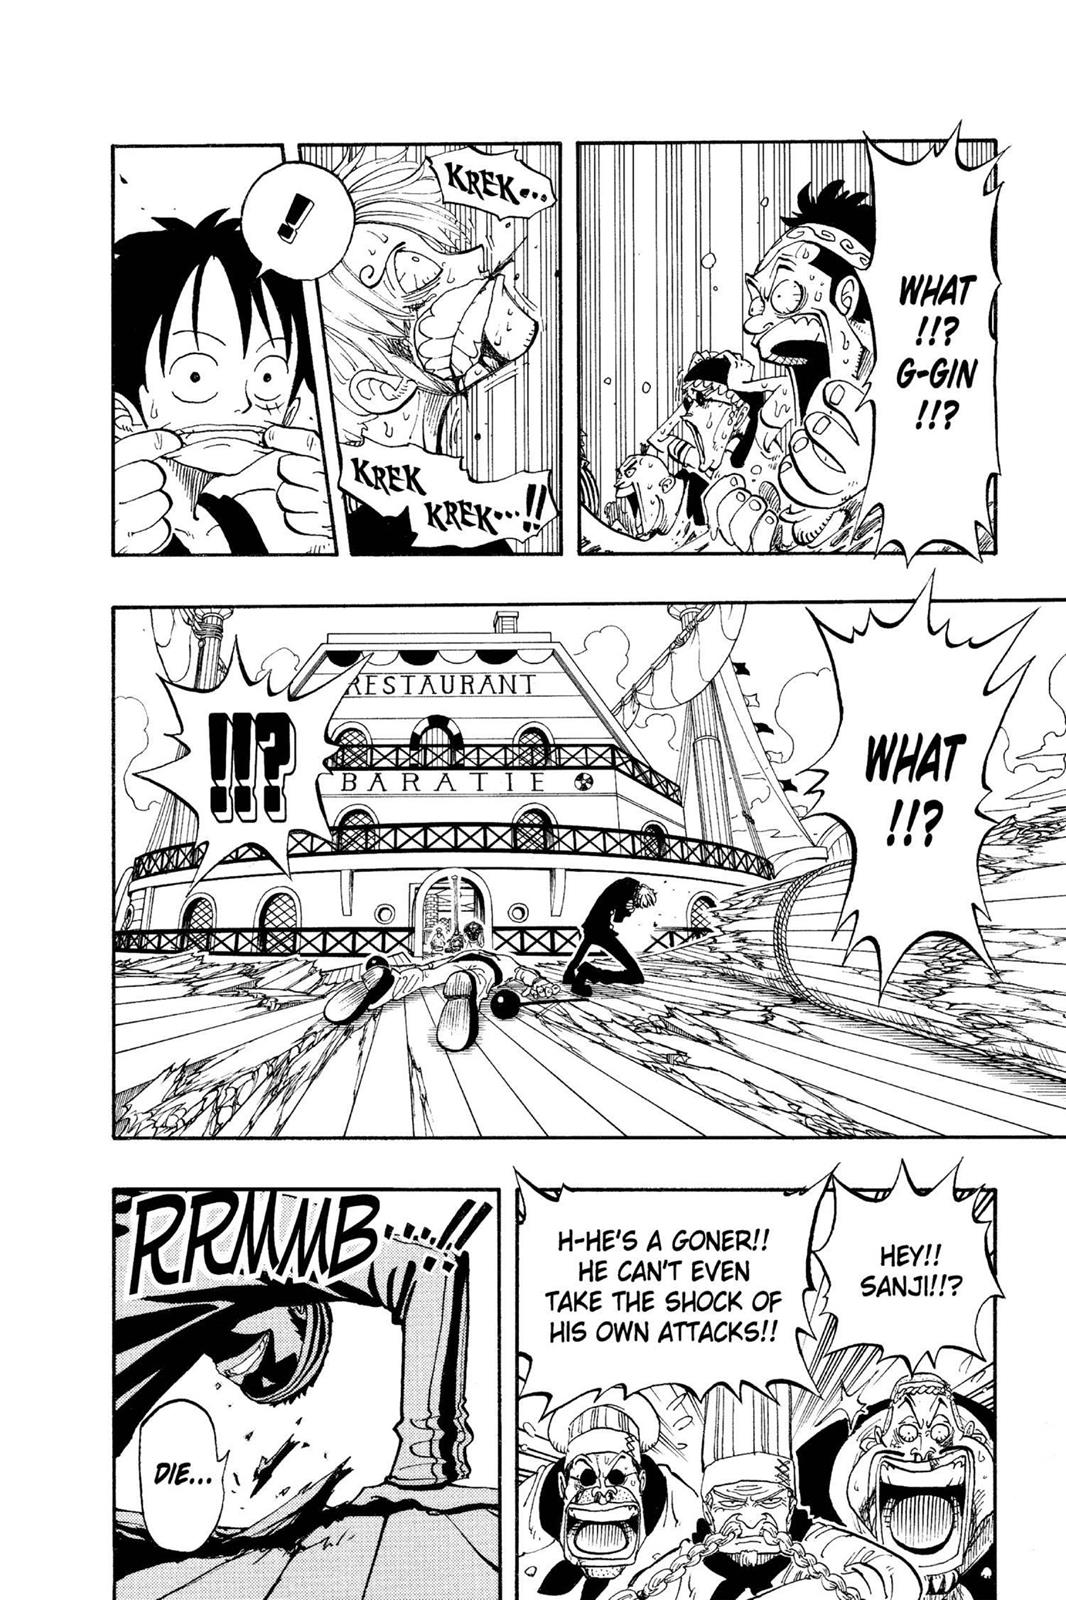 WHAT
!!?
G-GIN
!!?
KREK...
KREK
KREK...!!
!
WHAT
!!?
RESTAURANT
BARATIE
!!!?
HEY!!
SANJI!!?
H-HE'S A GONER!!
HE CAN'T EVEN
TAKE THE SHOCK OF
HIS OWN ATTACKS!!
RRMMB...!!
DIE...